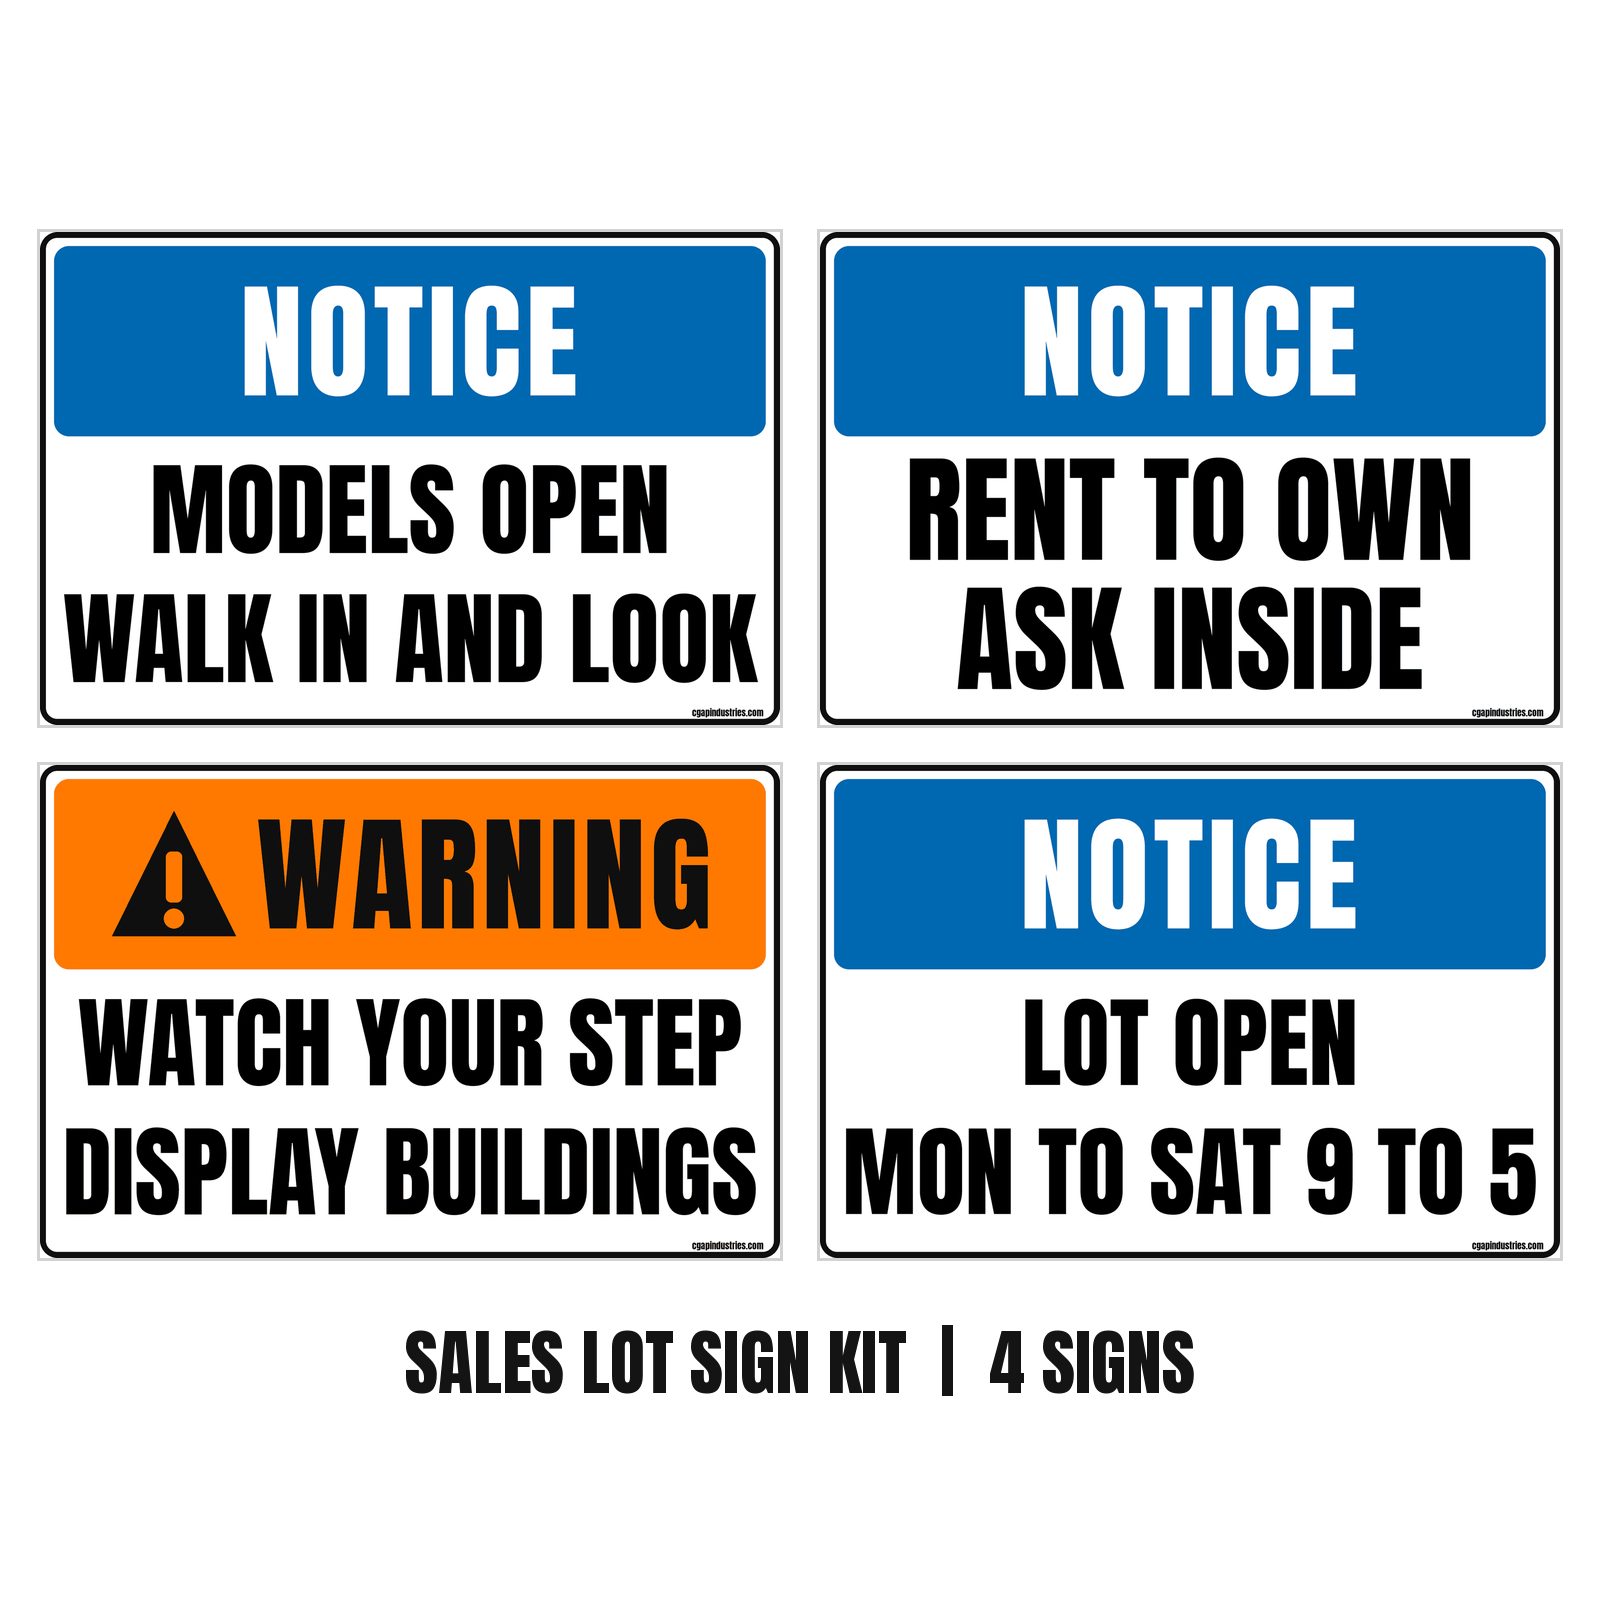 NOTICE
MODELS OPEN
WALK IN AND LOOK
cgapindustries.com
NOTICE
RENT TO OWN
ASK INSIDE
cgapindustries.com
WARNING
WATCH YOUR STEP
DISPLAY BUILDINGS
cgapindustries.com
NOTICE
LOT OPEN
MON TO SAT 9 TO 5
cgapindustries.com
SALES LOT SIGN KIT | 4 SIGNS